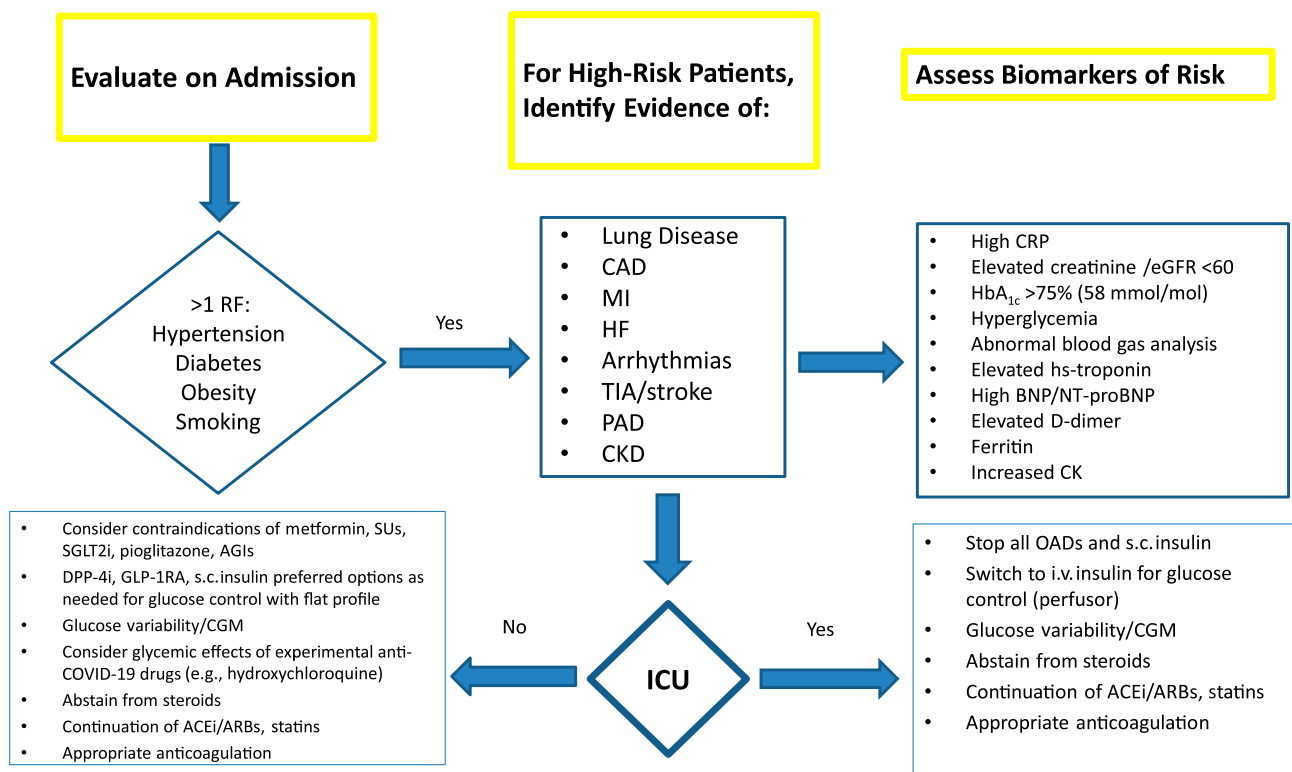 Evaluate on Admission
For High-Risk Patients,
Identify Evidence of:
Assess Biomarkers of Risk
>1 RF:
Hypertension
Diabetes
Obesity
Smoking
Yes
• Lung Disease
• CAD
• MI
• HF
• Arrhythmias
• TIA/stroke
• PAD
• CKD
• High CRP
• Elevated creatinine /eGFR <60
• HbA1c >75% (58 mmol/mol)
• Hyperglycemia
• Abnormal blood gas analysis
• Elevated hs-troponin
• High BNP/NT-proBNP
• Elevated D-dimer
• Ferritin
• Increased CK
• Consider contraindications of metformin, SUs,
SGLT2i, pioglitazone, AGIs
• DPP-4i, GLP-1RA, s.c.insulin preferred options as
needed for glucose control with flat profile
• Glucose variability/CGM
• Consider glycemic effects of experimental anti-
COVID-19 drugs (e.g., hydroxychloroquine)
• Abstain from steroids
• Continuation of ACEi/ARBs, statins
• Appropriate anticoagulation
No
ICU
Yes
• Stop all OADs and s.c.insulin
• Switch to i.v.insulin for glucose
control (perfusor)
• Glucose variability/CGM
• Abstain from steroids
• Continuation of ACEi/ARBs, statins
• Appropriate anticoagulation